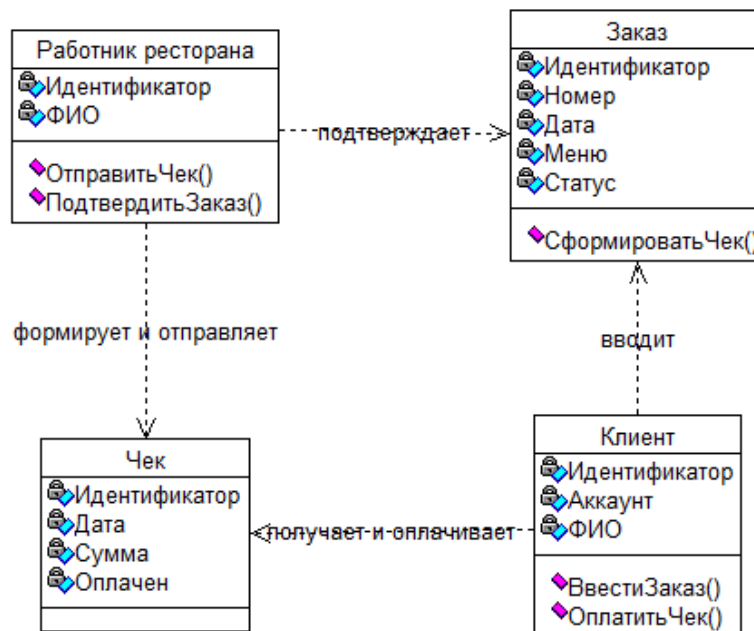 Работник ресторана
Идентификатор
ФИО
ОтправитьЧек()
ПодтвердитьЗаказ()
подтверждает
Заказ
Идентификатор
Номер
Дата
Меню
Статус
СформироватьЧек()
формирует и отправляет
вводит
Чек
Идентификатор
Дата
Сумма
Оплачен
получает и оплачивает
Клиент
Идентификатор
Аккаунт
ФИО
ВвестиЗаказ()
ОплатитьЧек()